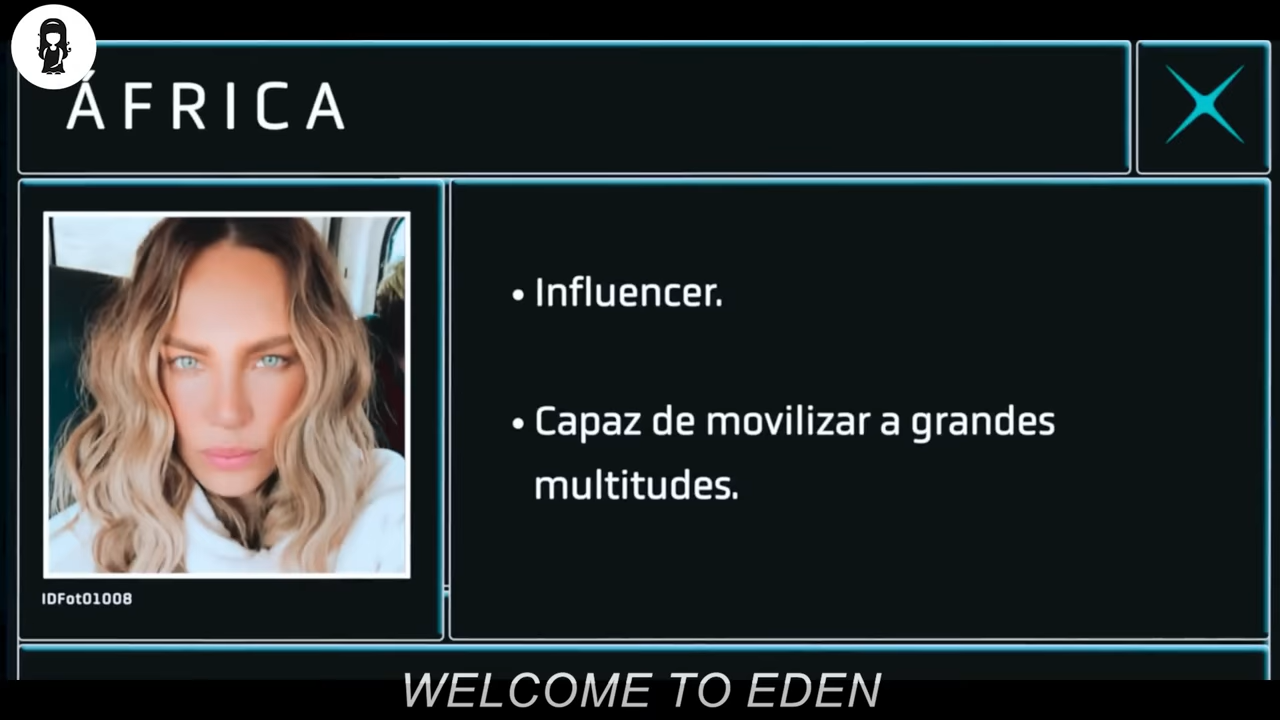 ÁFRICA
• Influencer.
• Capaz de movilizar a grandes
multitudes.
IDFot01008
WELCOME TO EDEN